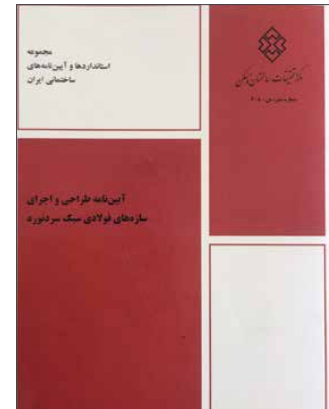 مجموعه
استانداردها و آیین‌نامه‌های
ساختمانی ایران
مرکز تحقیقات ساختمان و مسکن
آیین‌نامه طراحی و اجرای
سازه‌های فولادی سبک سردنورد